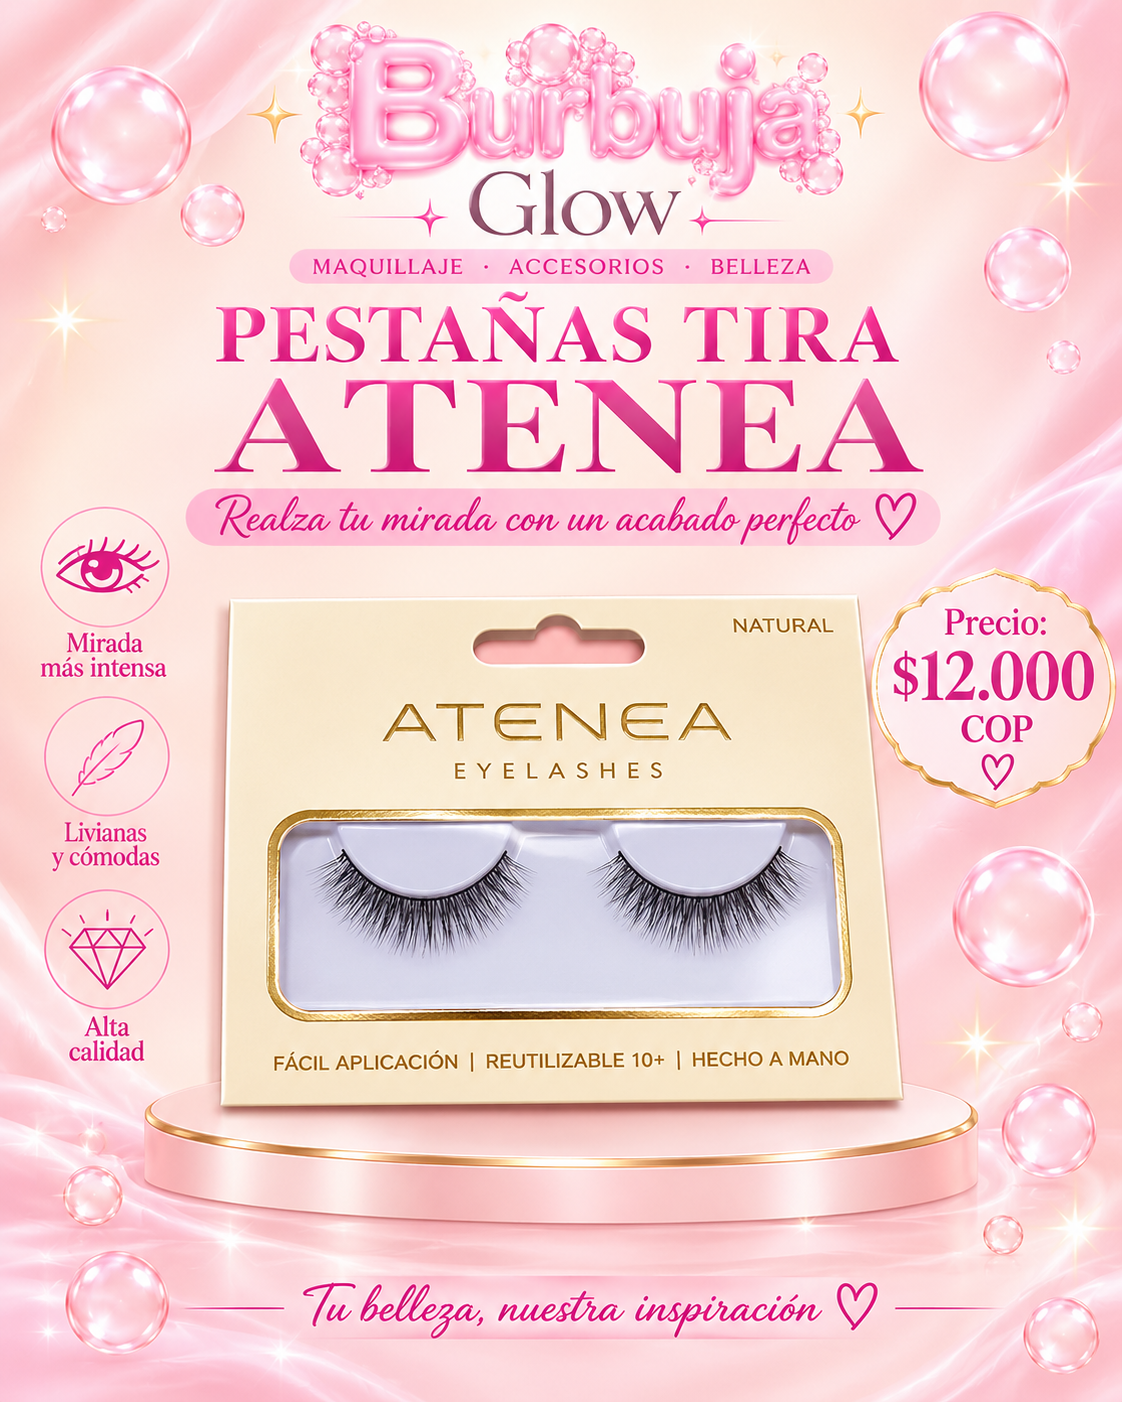 Burbuja
Glow
MAQUILLAJE · ACCESORIOS · BELLEZA
PESTAÑAS TIRA
ATENEA
Realza tu mirada con un acabado perfecto
Mirada
más intensa
Livianas
y cómodas
Alta
calidad
NATURAL
ATENEA
EYELASHES
FÁCIL APLICACIÓN | REUTILIZABLE 10+ | HECHO A MANO
Precio:
$12.000
COP
Tu belleza, nuestra inspiración